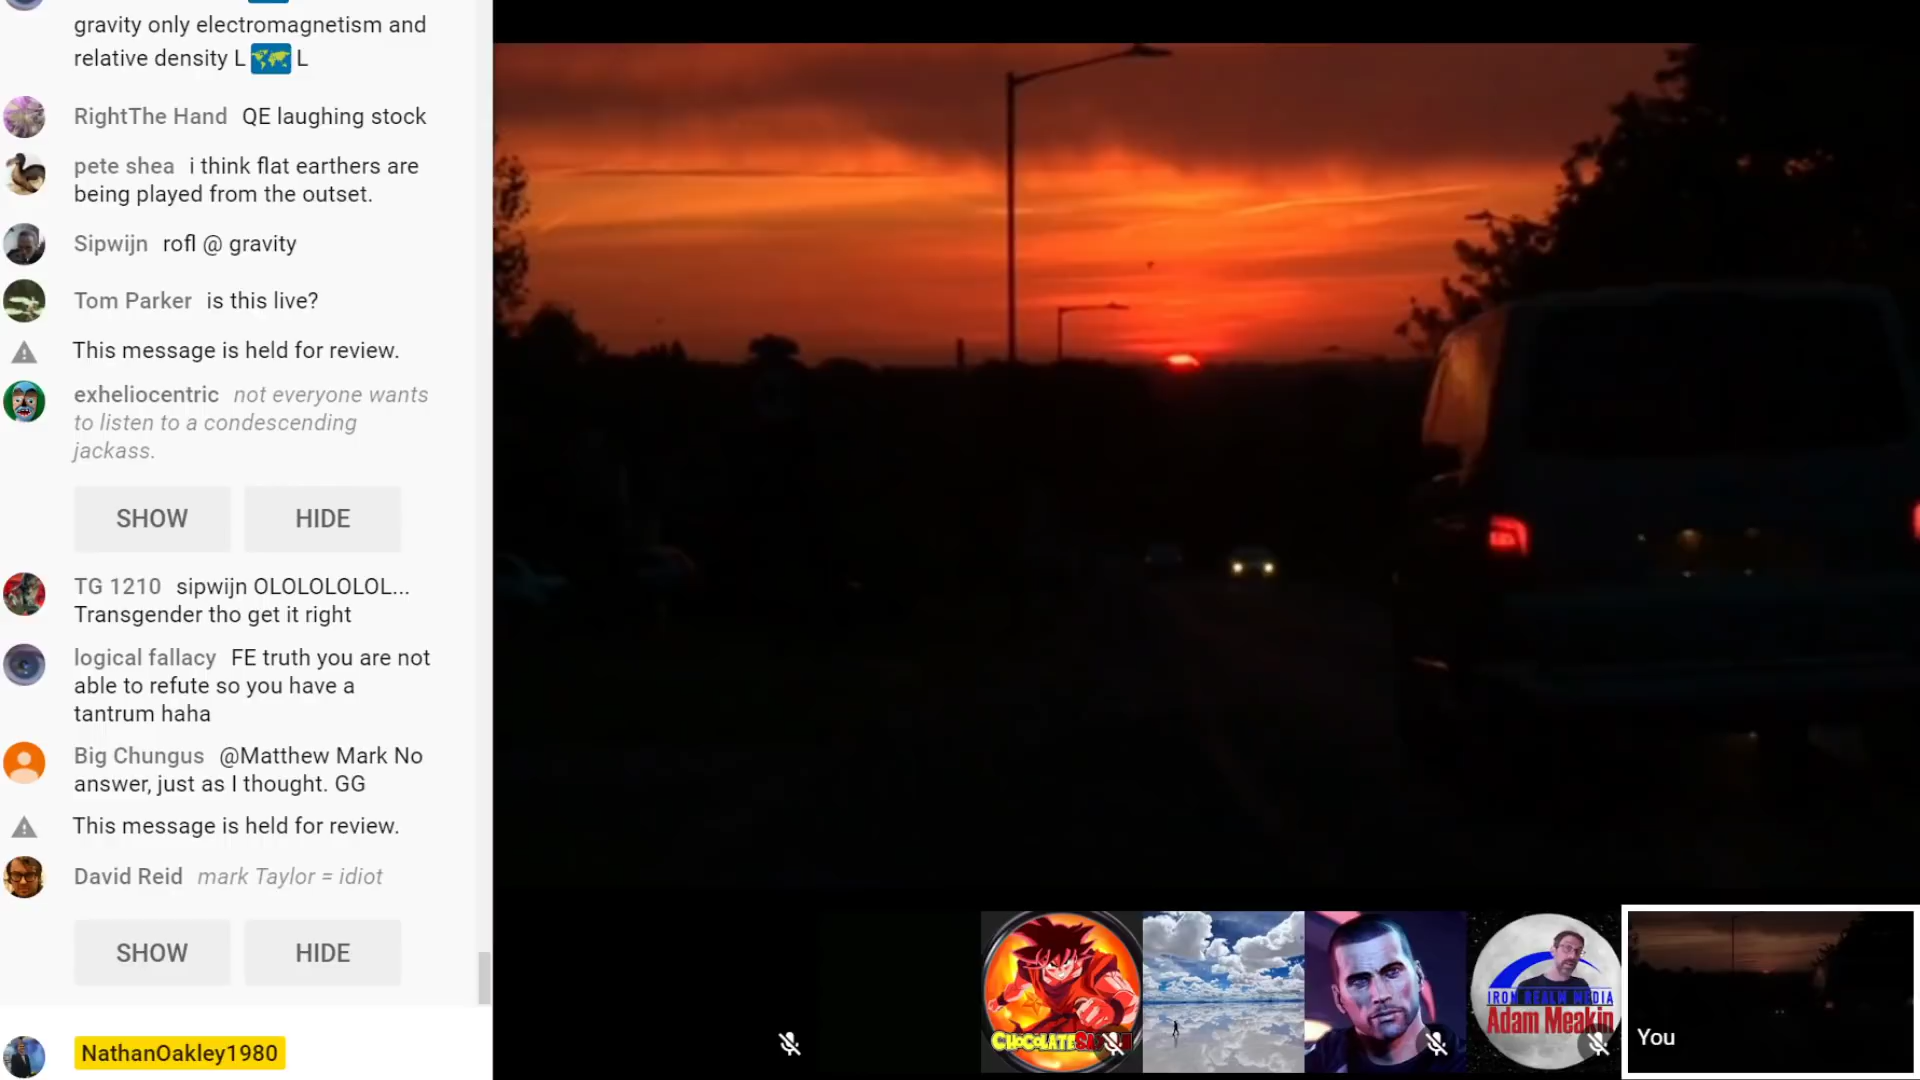 gravity only electromagnetism and
relative density L L
RightThe Hand QE laughing stock
pete shea i think flat earthers are
being played from the outset.
Sipwijn rofl @ gravity
Tom Parker is this live?
This message is held for review.
exheliocentric not everyone wants
to listen to a condescending
jackass.
SHOW HIDE
TG 1210 sipwijn OLOLOLOLOL...
Transgender tho get it right
logical fallacy FE truth you are not
able to refute so you have a
tantrum haha
Big Chungus @Matthew Mark No
answer, just as I thought. GG
This message is held for review.
David Reid mark Taylor = idiot
SHOW HIDE
NathanOakley1980
IRON REALM MEDIA
Adam Meakin
You